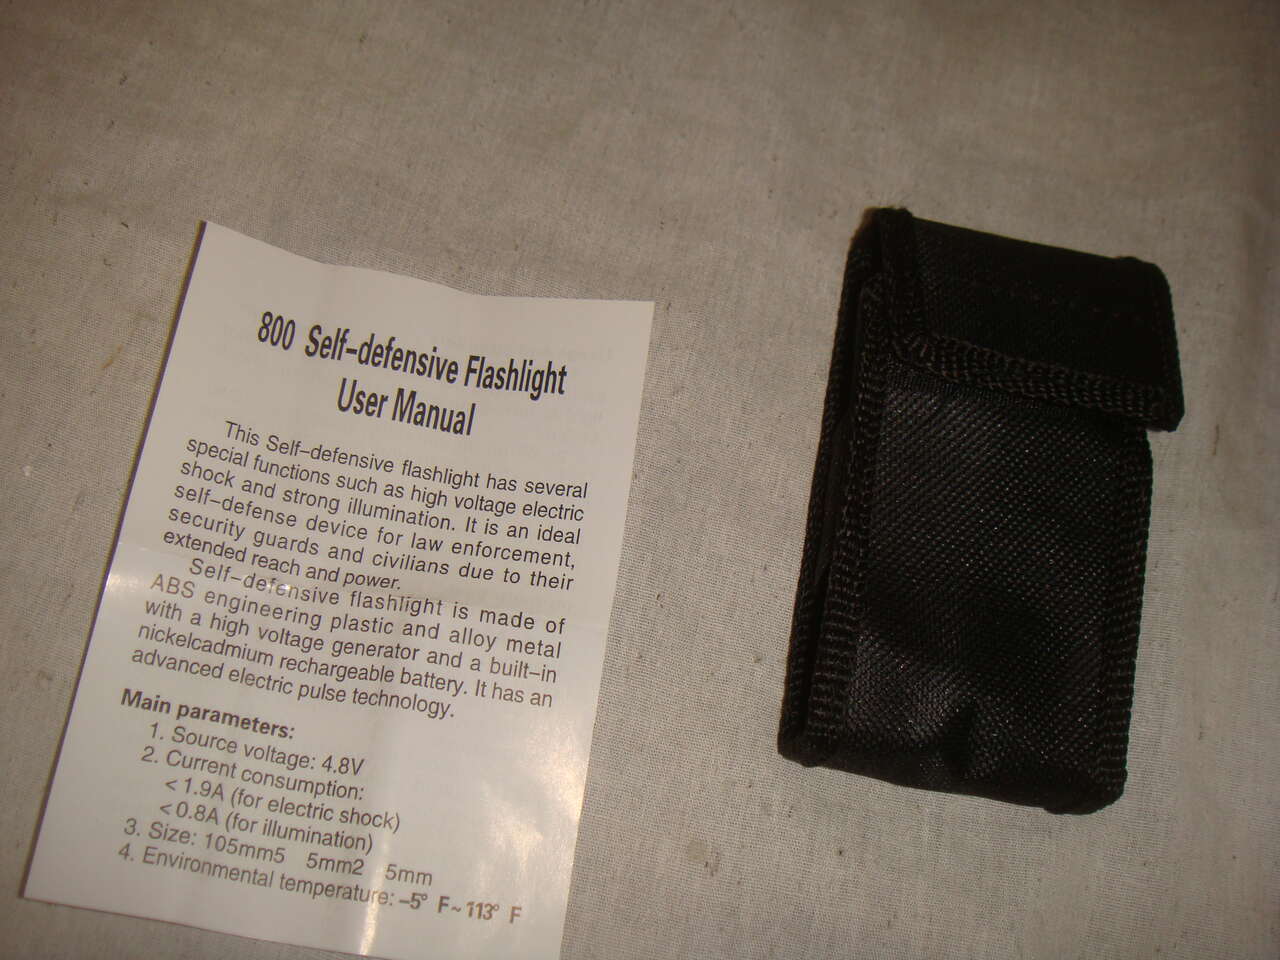 800 Self-defensive Flashlight
User Manual
This Self-defensive flashlight has several
special functions such as high voltage electric
shock and strong illumination. It is an ideal
self-defense device for law enforcement,
security guards and civilians due to their
extended reach and power.
Self-defensive flashlight is made of
ABS engineering plastic and alloy metal
with a high voltage generator and a built-in
nickelcadmium rechargeable battery. It has an
advanced electric pulse technology.
Main parameters:
1. Source voltage: 4.8V
2. Current consumption:
< 1.9A (for electric shock)
< 0.8A (for illumination)
3. Size: 105mm5 5mm2 5mm
4. Environmental temperature: -5° F~113° F